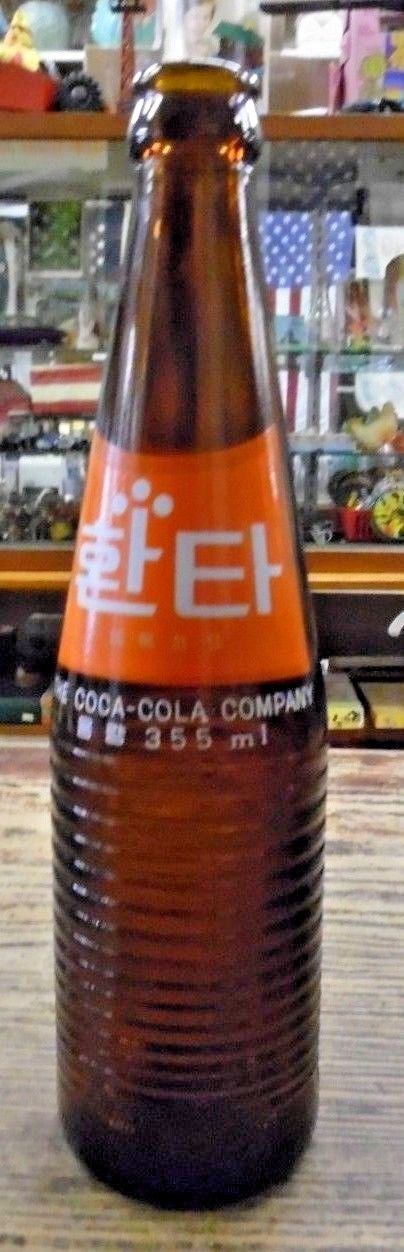 환타
THE COCA-COLA COMPANY
355 ml